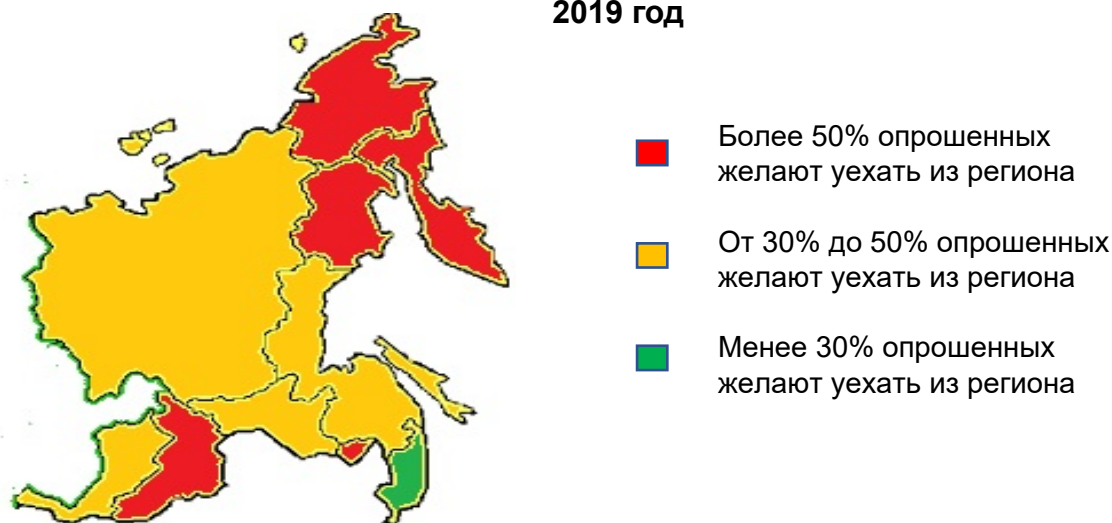 2019 год
Более 50% опрошенных
желают уехать из региона
От 30% до 50% опрошенных
желают уехать из региона
Менее 30% опрошенных
желают уехать из региона